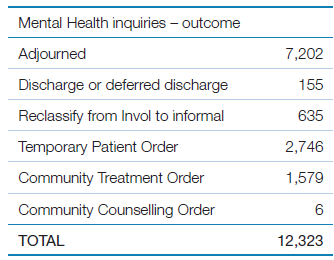 Mental Health inquiries – outcome
Adjourned 7,202
Discharge or deferred discharge 155
Reclassify from Invol to informal 635
Temporary Patient Order 2,746
Community Treatment Order 1,579
Community Counselling Order 6
TOTAL 12,323